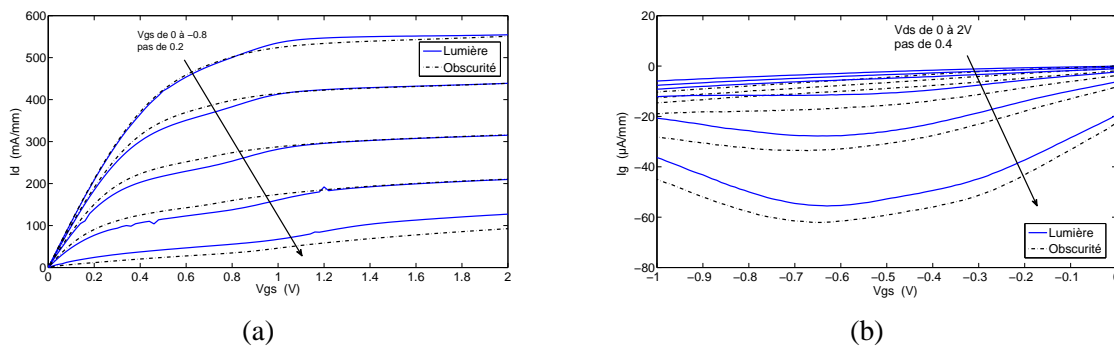 600
500
400
300
200
100
0
Id (mA/mm)
0 0.2 0.4 0.6 0.8 1 1.2 1.4 1.6 1.8 2
Vgs (V)
Vgs de 0 à −0.8
pas de 0.2
Lumière
Obscurité
(a)
20
0
−20
−40
−60
−80
Ig (µA/mm)
−1 −0.9 −0.8 −0.7 −0.6 −0.5 −0.4 −0.3 −0.2 −0.1 0
Vgs (V)
Vds de 0 à 2V
pas de 0.4
Lumière
Obscurité
(b)